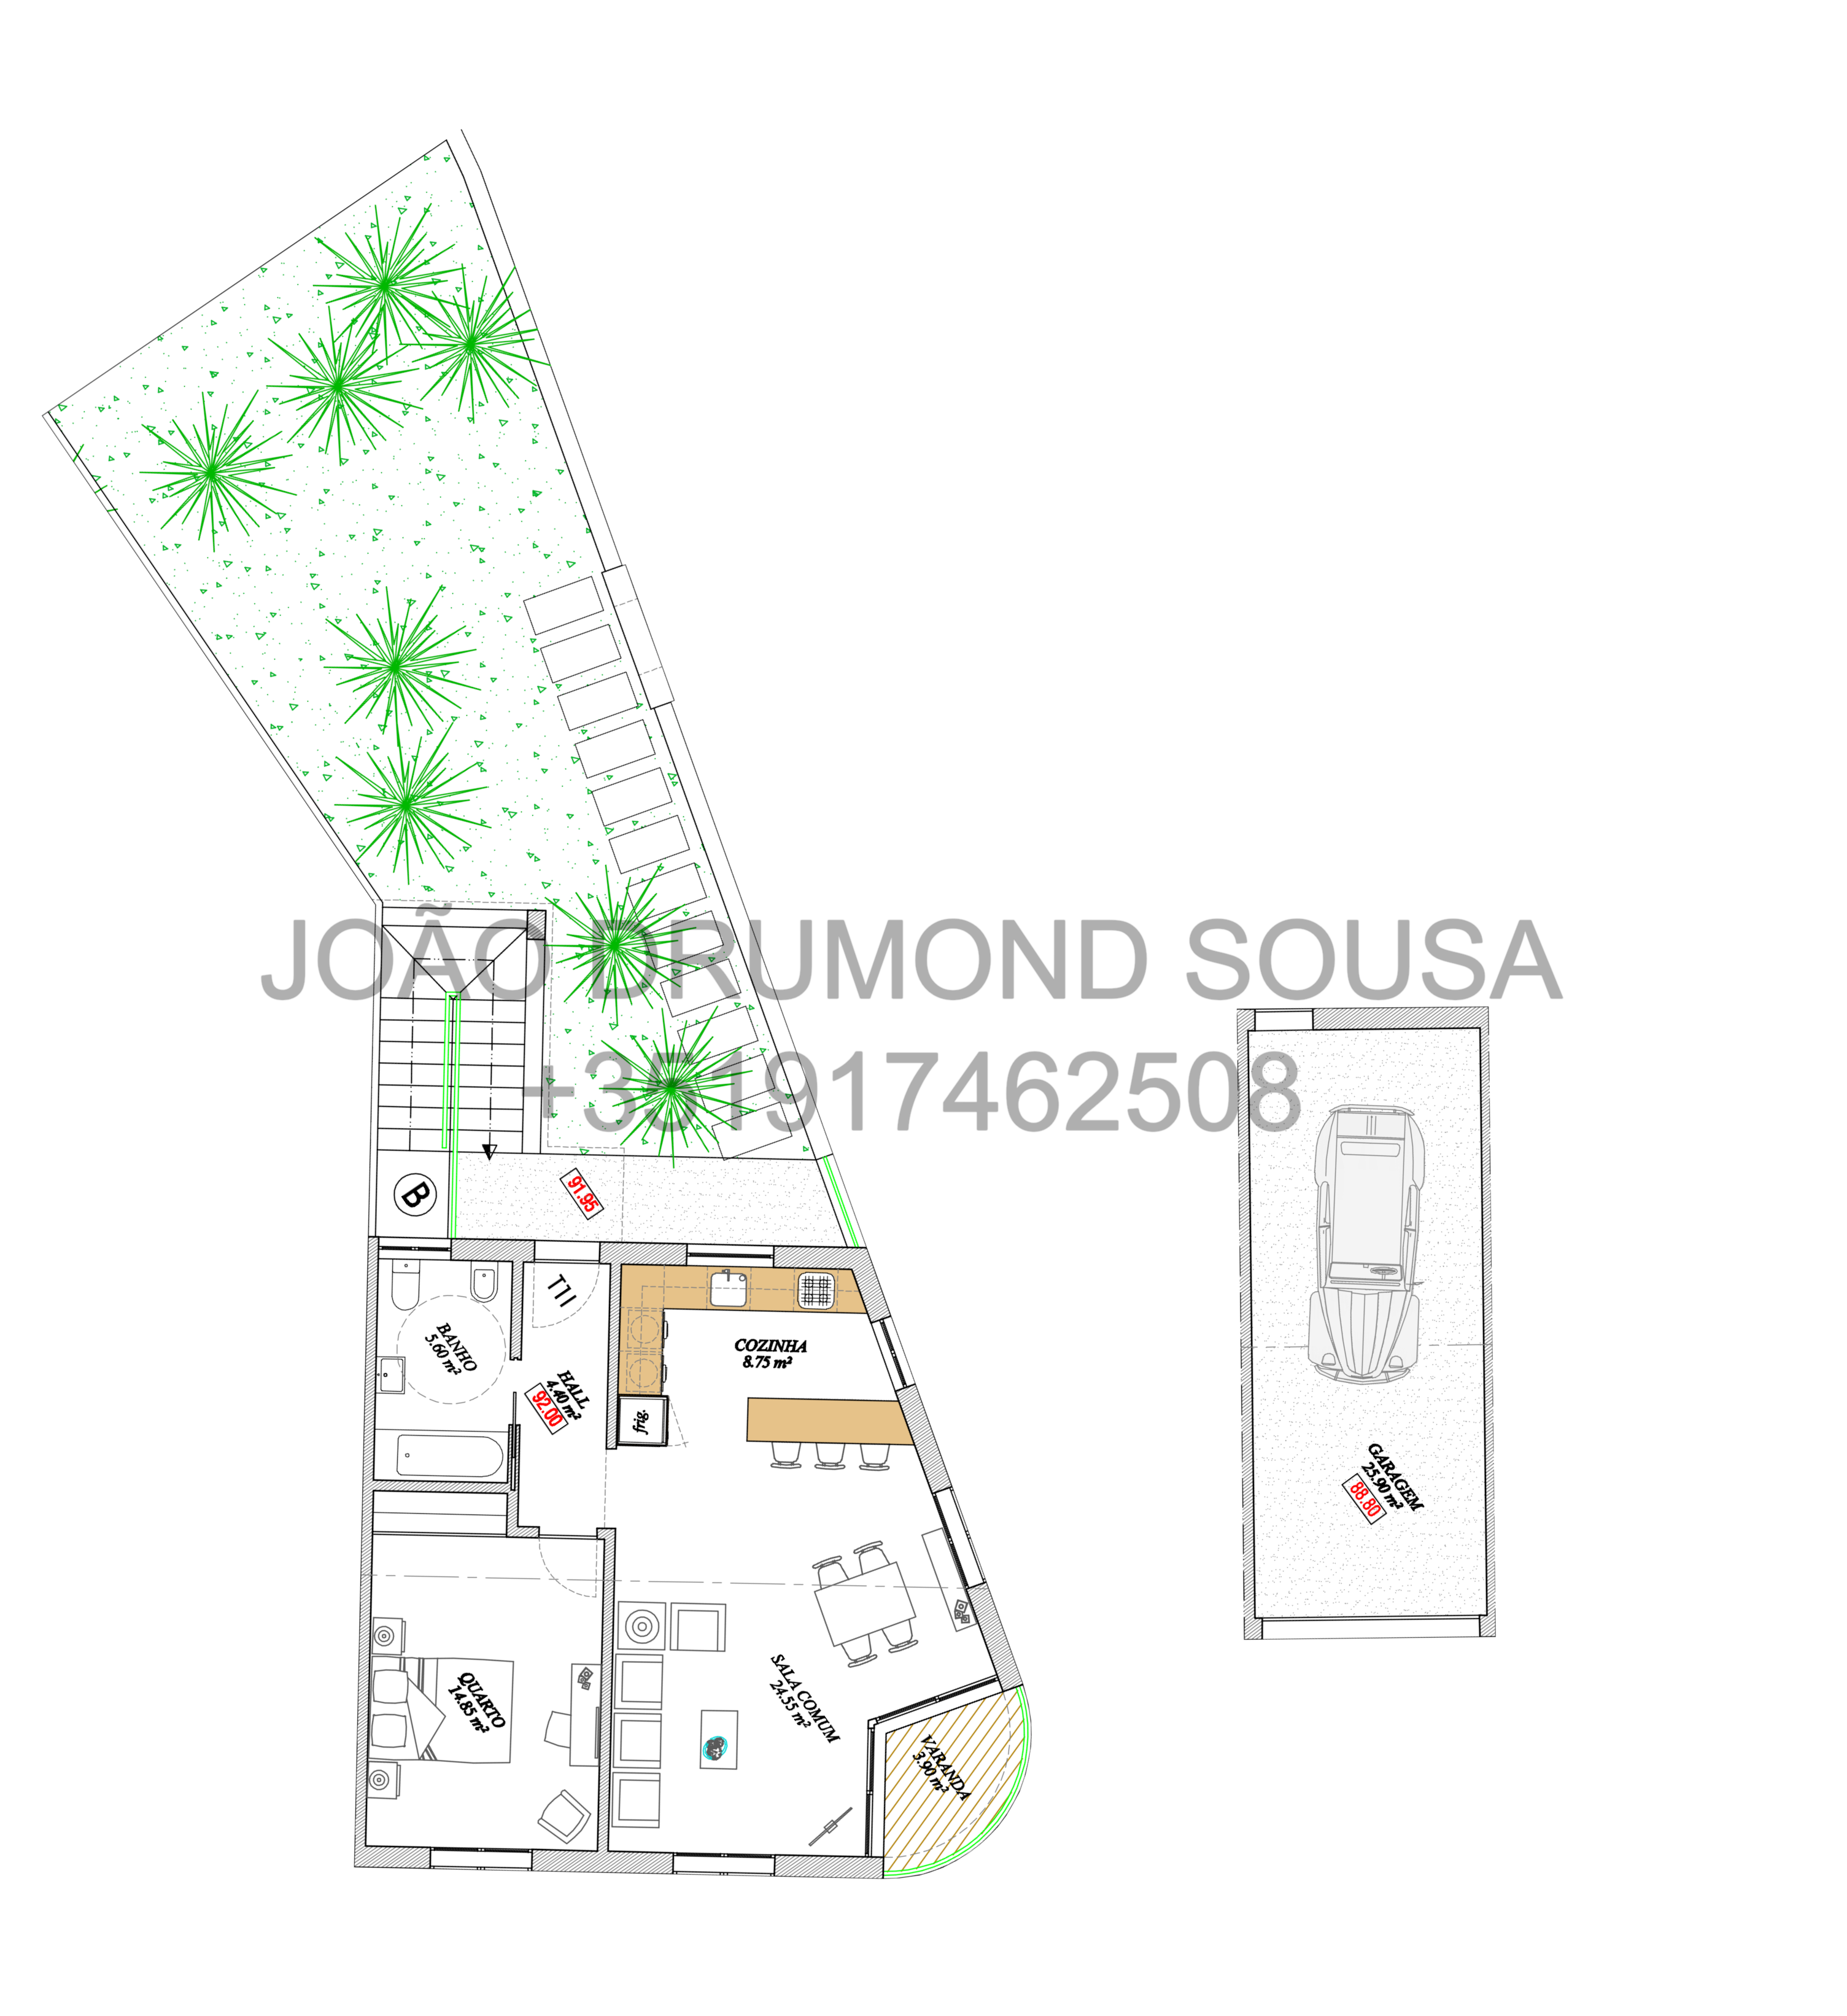 JOÃO DRUMOND SOUSA
+351917462508
91.95
B
T1
BANHO
5.60 m²
HALL
4.40 m²
92.00
COZINHA
8.75 m²
frig.
GARAGEM
25.90 m²
88.80
QUARTO
14.85 m²
SALA COMUM
24.55 m²
VARANDA
3.90 m²